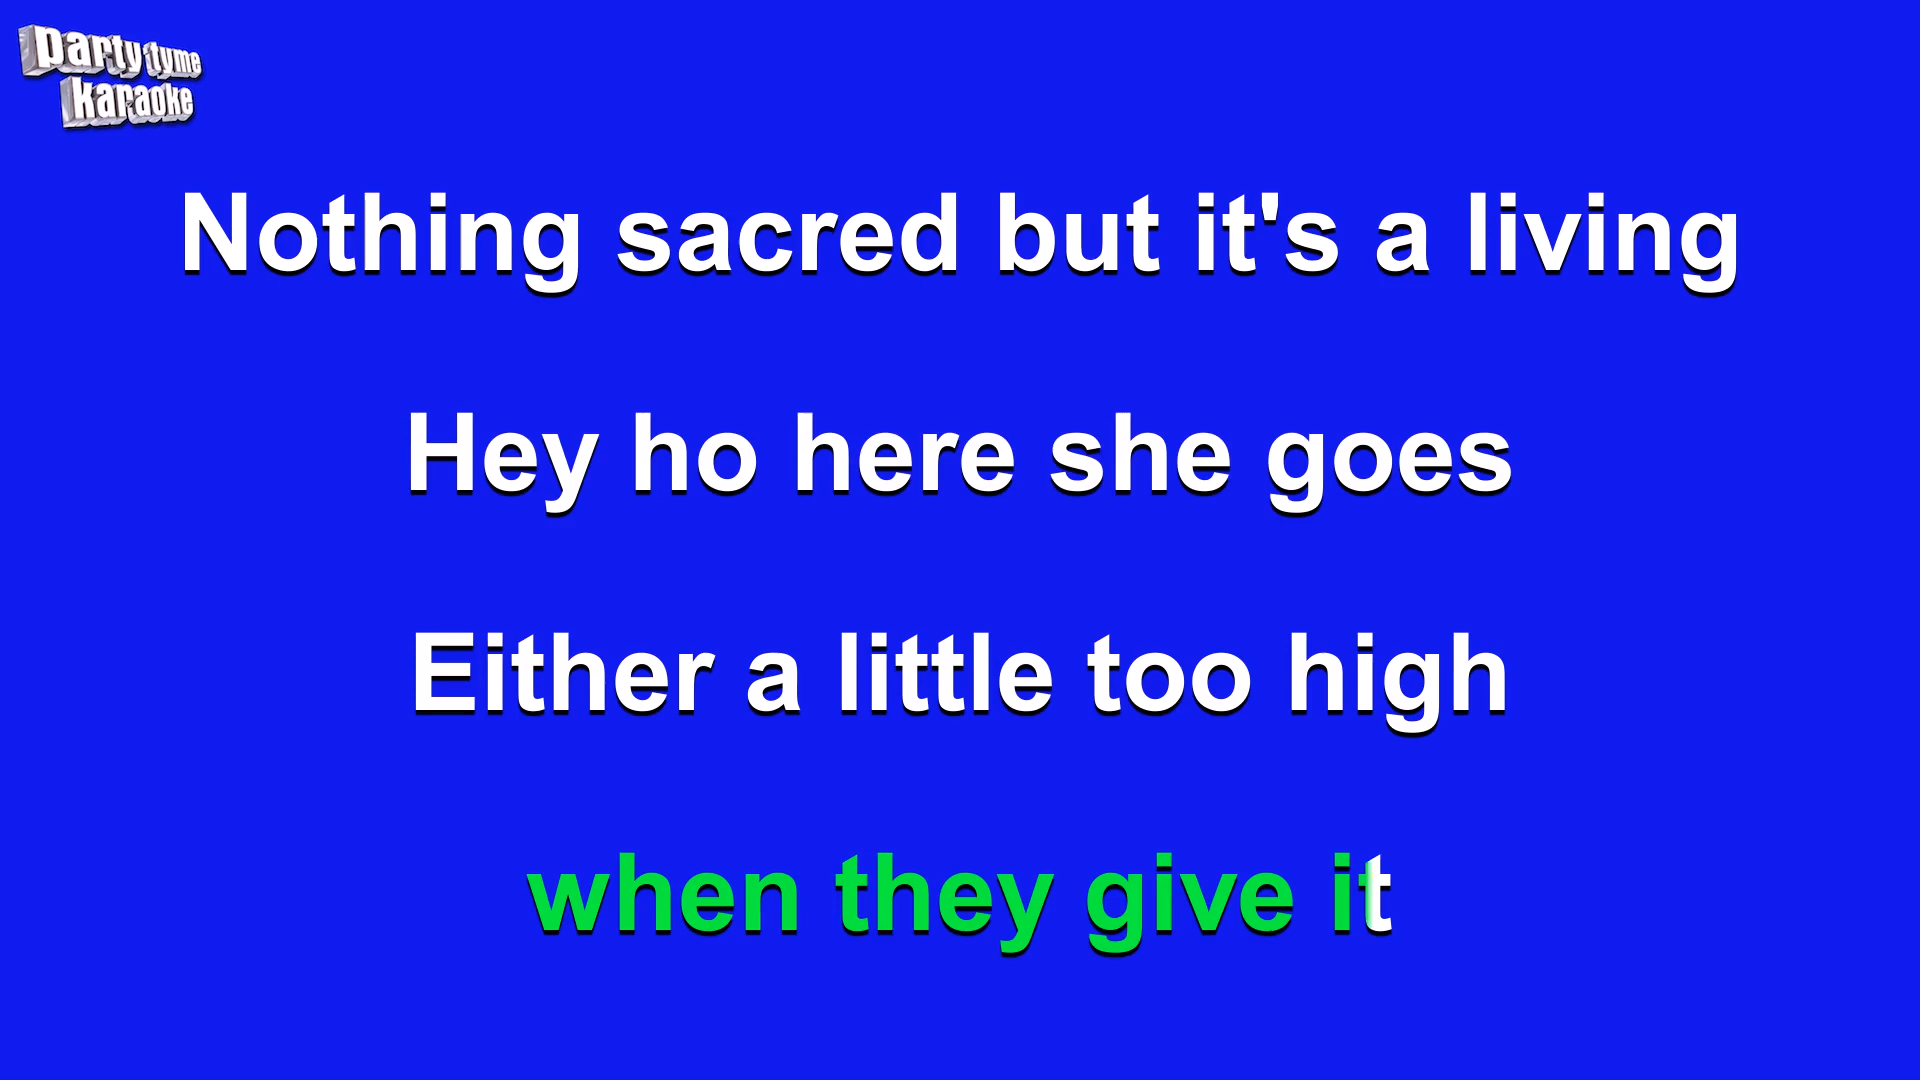 party tyme
karaoke
Nothing sacred but it's a living
Hey ho here she goes
Either a little too high
when they give it